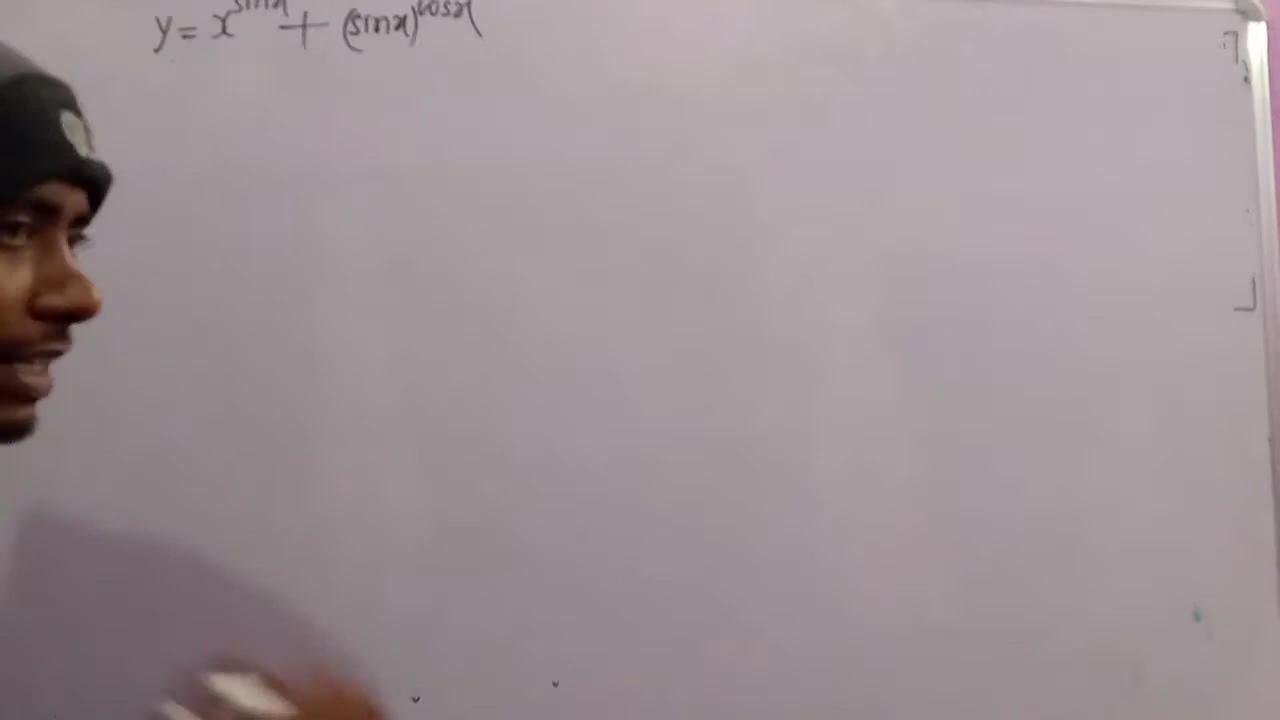 y = x^sinx + (sinx)^cosx